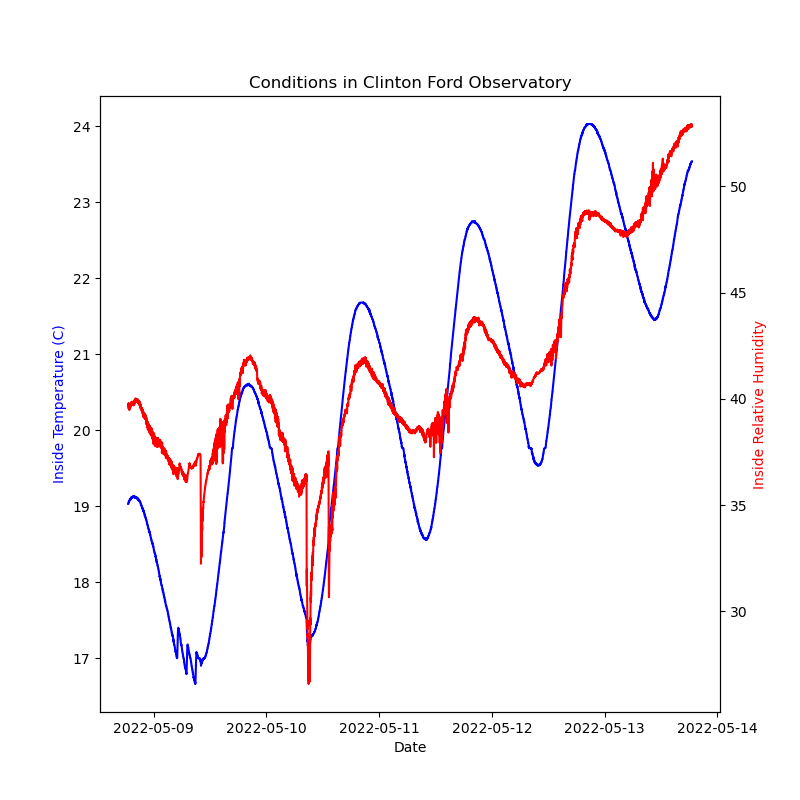 Conditions in Clinton Ford Observatory
24
23
22
21
20
19
18
17
Inside Temperature (C)
50
45
40
35
30
Inside Relative Humidity
2022-05-09 2022-05-10 2022-05-11 2022-05-12 2022-05-13 2022-05-14
Date